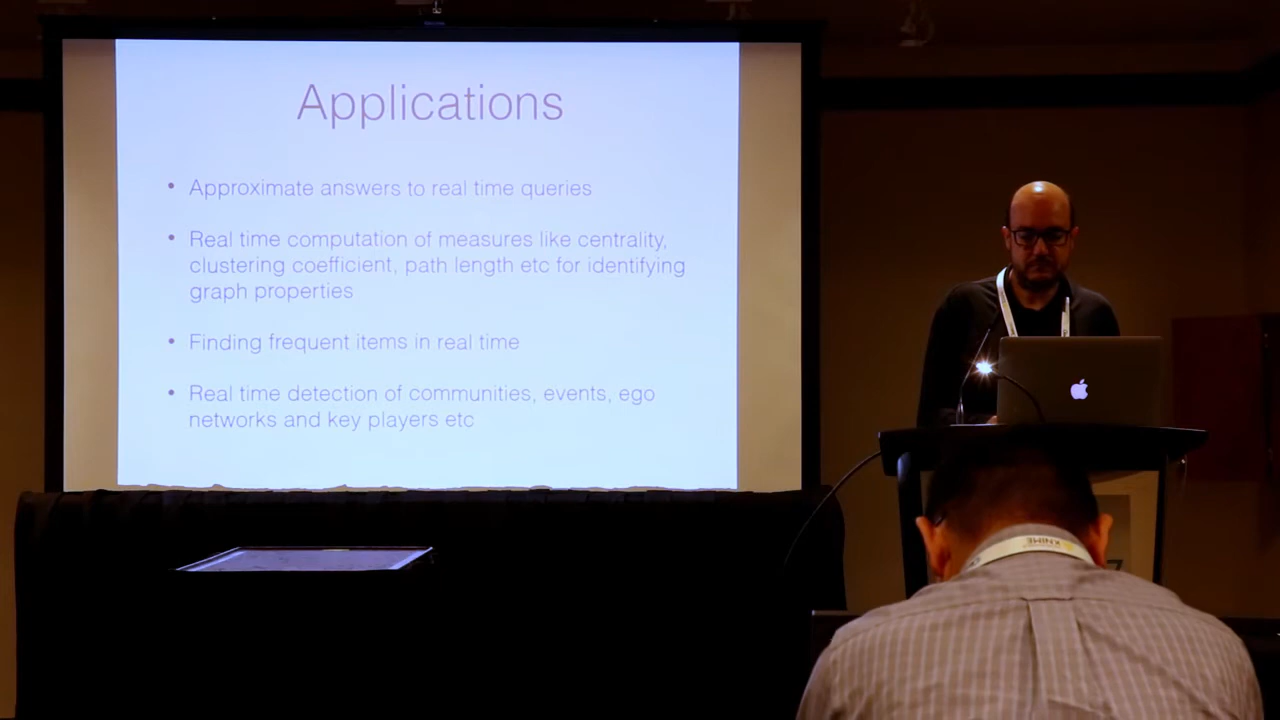 Applications
• Approximate answers to real time queries
• Real time computation of measures like centrality,
clustering coefficient, path length etc for identifying
graph properties
• Finding frequent items in real time
• Real time detection of communities, events, ego
networks and key players etc
KNIME